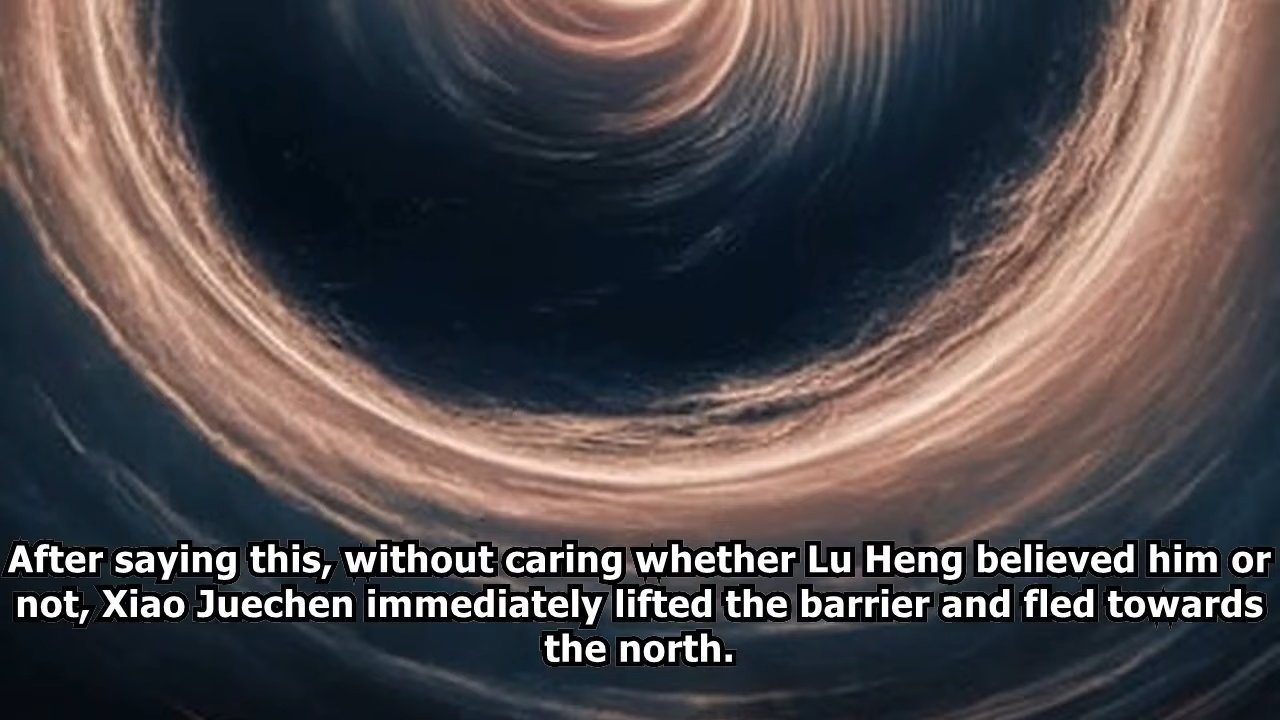 After saying this, without caring whether Lu Heng believed him or
not, Xiao Juechen immediately lifted the barrier and fled towards
the north.